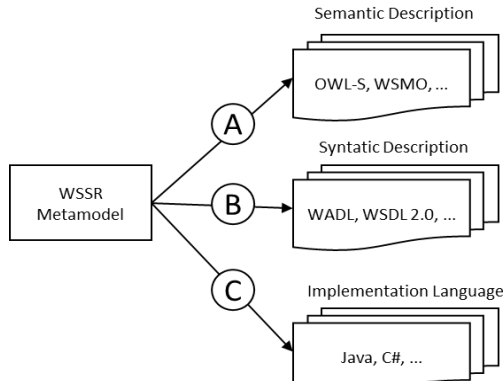 Semantic Description
OWL-S, WSMO, ...
A
Syntatic Description
WSSR
Metamodel
B
WADL, WSDL 2.0, ...
C
Implementation Language
Java, C#, ...